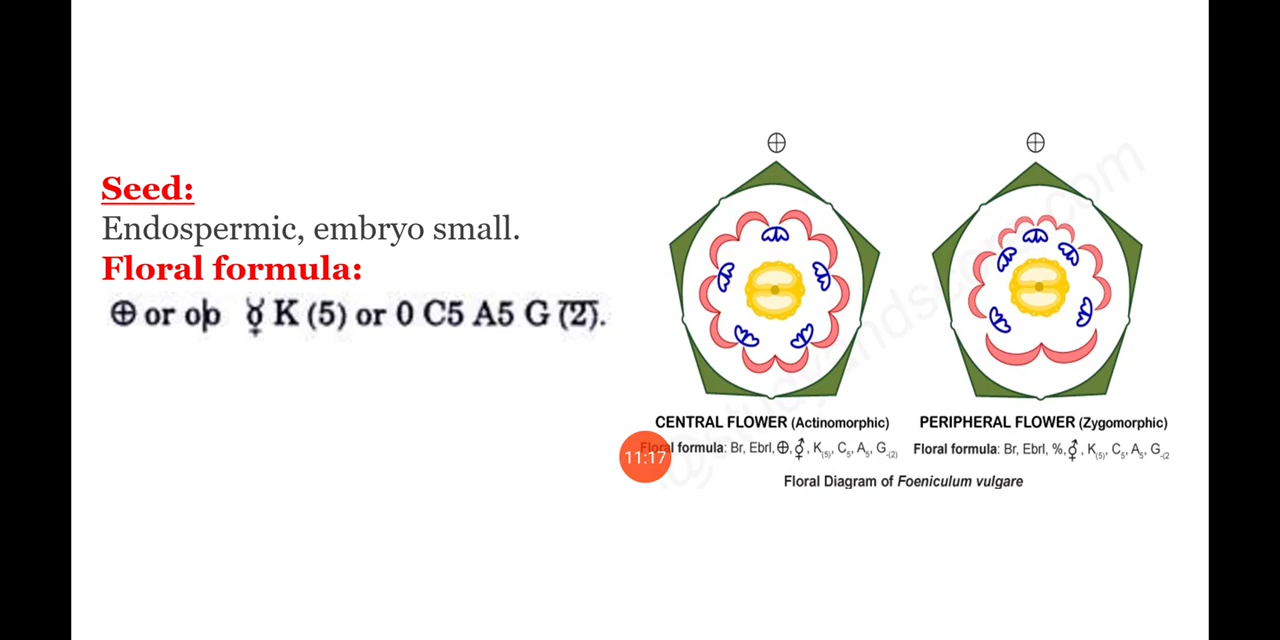 Seed:
Endospermic, embryo small.
Floral formula:
⊕ or o|o ☿ K (5) or 0 C5 A5 G (2̅).
CENTRAL FLOWER (Actinomorphic)
Floral formula: Br, Ebrl, ⊕, ⚥, K₍₅₎, C₅, A₅, G-₍₂₎
11:17
PERIPHERAL FLOWER (Zygomorphic)
Floral formula: Br, Ebrl, %, ⚥, K₍₅₎, C₅, A₅, G-₍₂
Floral Diagram of Foeniculum vulgare